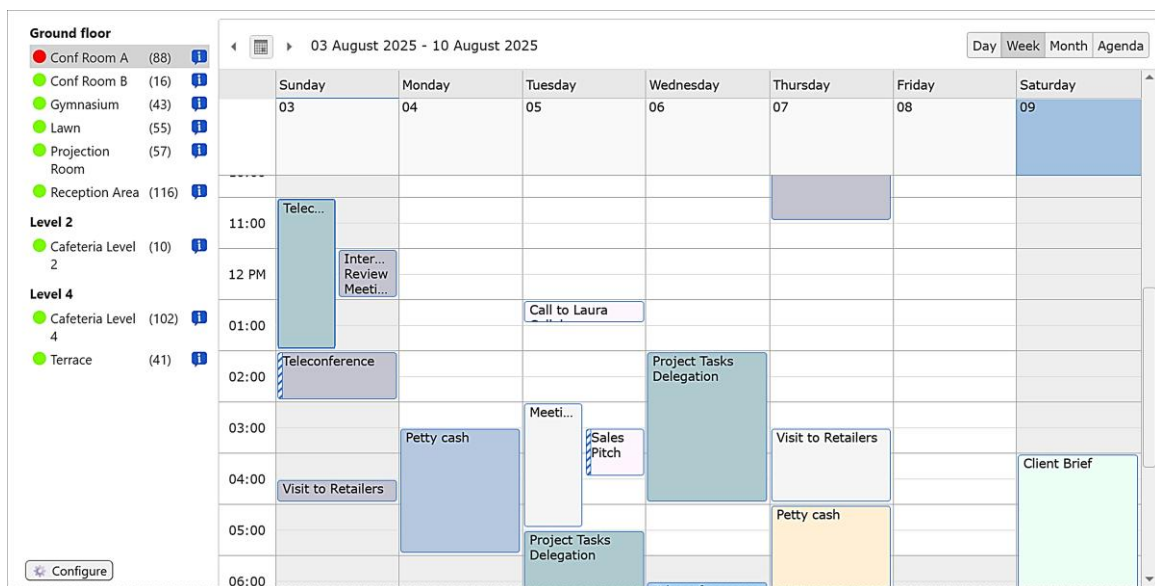 Ground floor
Conf Room A (88)
Conf Room B (16)
Gymnasium (43)
Lawn (55)
Projection (57)
Room
Reception Area (116)
Level 2
Cafeteria Level (10)
2
Level 4
Cafeteria Level (102)
4
Terrace (41)
Configure
03 August 2025 - 10 August 2025
Day Week Month Agenda
Sunday Monday Tuesday Wednesday Thursday Friday Saturday
03 04 05 06 07 08 09
11:00
12 PM
01:00
02:00
03:00
04:00
05:00
06:00
Telec...
Inter...
Review
Meeti...
Teleconference
Visit to Retailers
Petty cash
Call to Laura
Meeti...
Sales
Pitch
Project Tasks
Delegation
Project Tasks
Delegation
Visit to Retailers
Petty cash
Client Brief